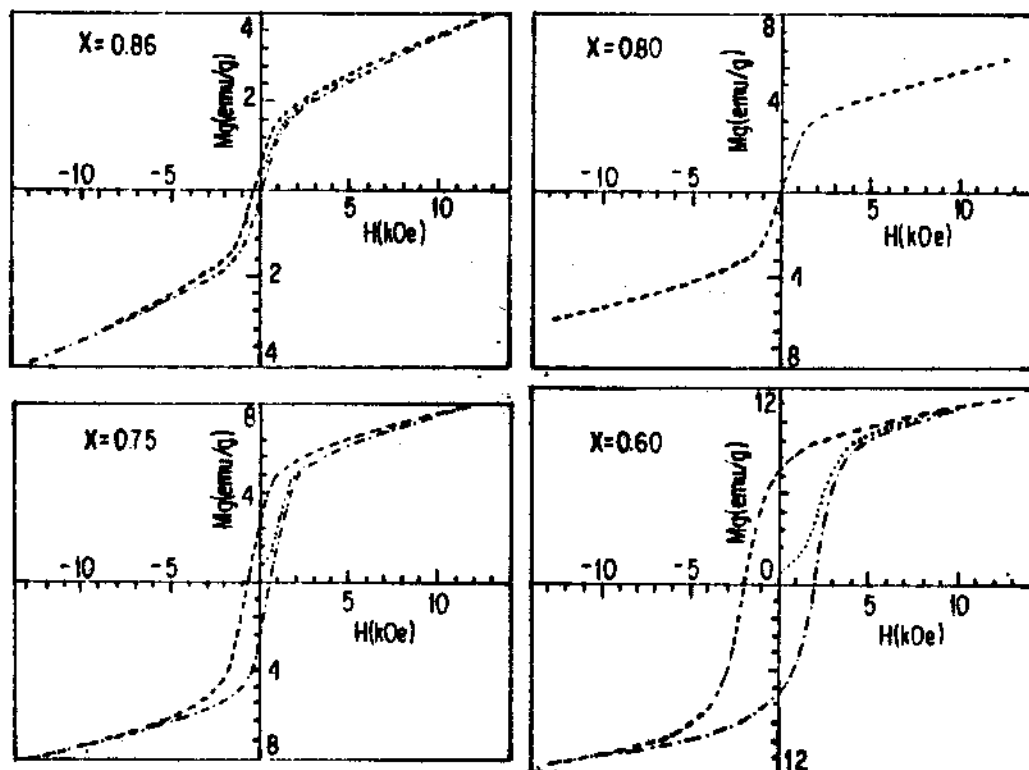 4
X = 0.86
Mg(emu/g)
2
-10 -5
5 10
H(kOe)
2
4
8
X = 0.80
Mg(emu/g)
4
-10 -5
5 10
H(kOe)
4
8
8
X = 0.75
Mg(emu/g)
4
-10 -5
5 10
H(kOe)
4
8
12
X = 0.60
Mg(emu/g)
-10 -5 0
5 10
H(kOe)
12